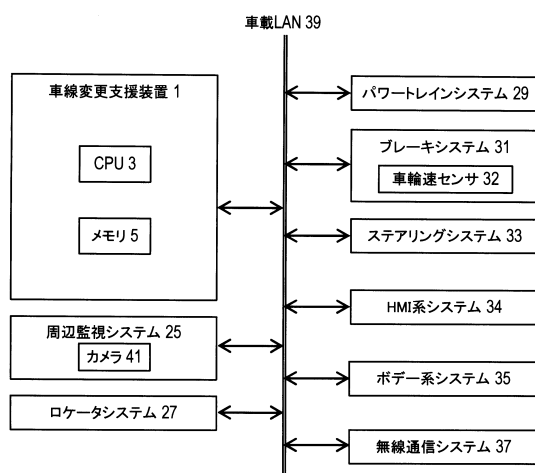 車載LAN 39
車線変更支援装置 1
CPU 3
メモリ 5
周辺監視システム 25
カメラ 41
ロケータシステム 27
パワートレインシステム 29
ブレーキシステム 31
車輪速センサ 32
ステアリングシステム 33
HMI系システム 34
ボデー系システム 35
無線通信システム 37